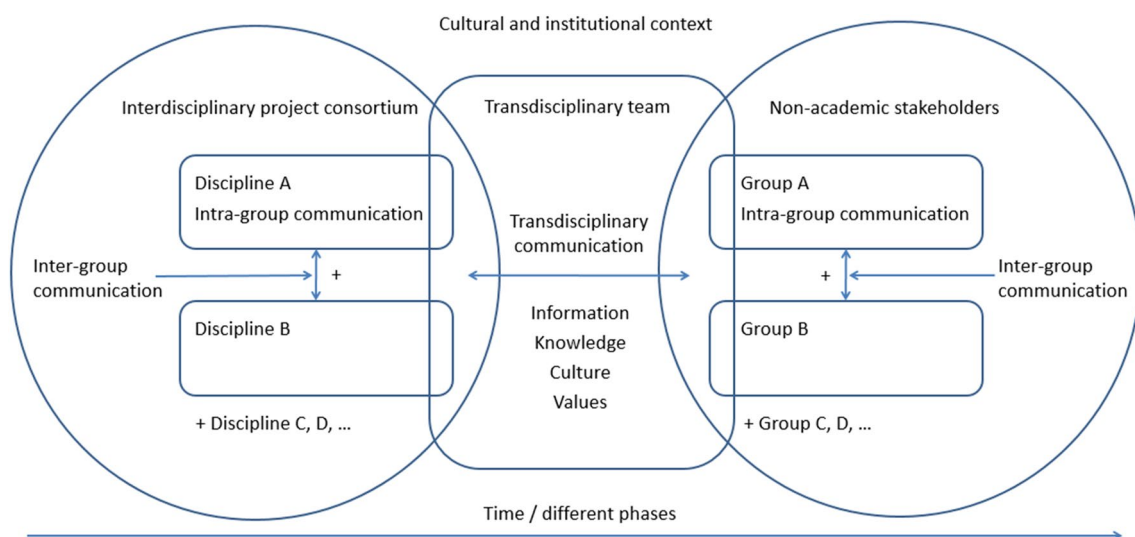 Cultural and institutional context
Interdisciplinary project consortium
Transdisciplinary team
Non-academic stakeholders
Discipline A
Intra-group communication
Group A
Intra-group communication
Transdisciplinary
communication
Inter-group
communication
+
+
Inter-group
communication
Discipline B
Information
Knowledge
Culture
Values
Group B
+ Discipline C, D, ...
+ Group C, D, ...
Time / different phases